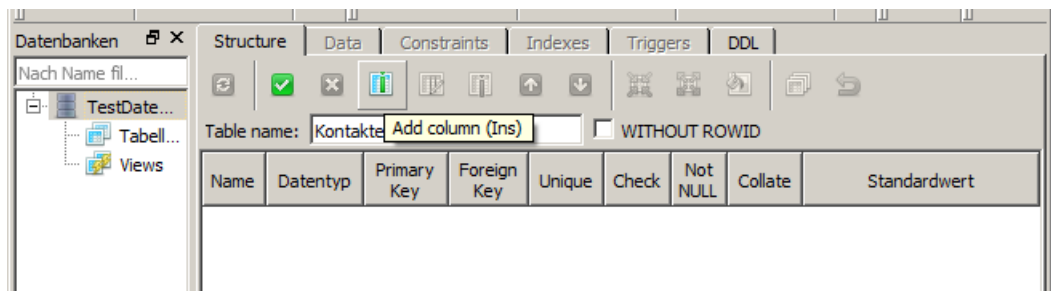 Datenbanken
Nach Name fil...
TestDate...
Tabell...
Views
Structure Data Constraints Indexes Triggers DDL
Table name: Kontakte WITHOUT ROWID
Add column (Ins)
Name Datentyp Primary Key Foreign Key Unique Check Not NULL Collate Standardwert